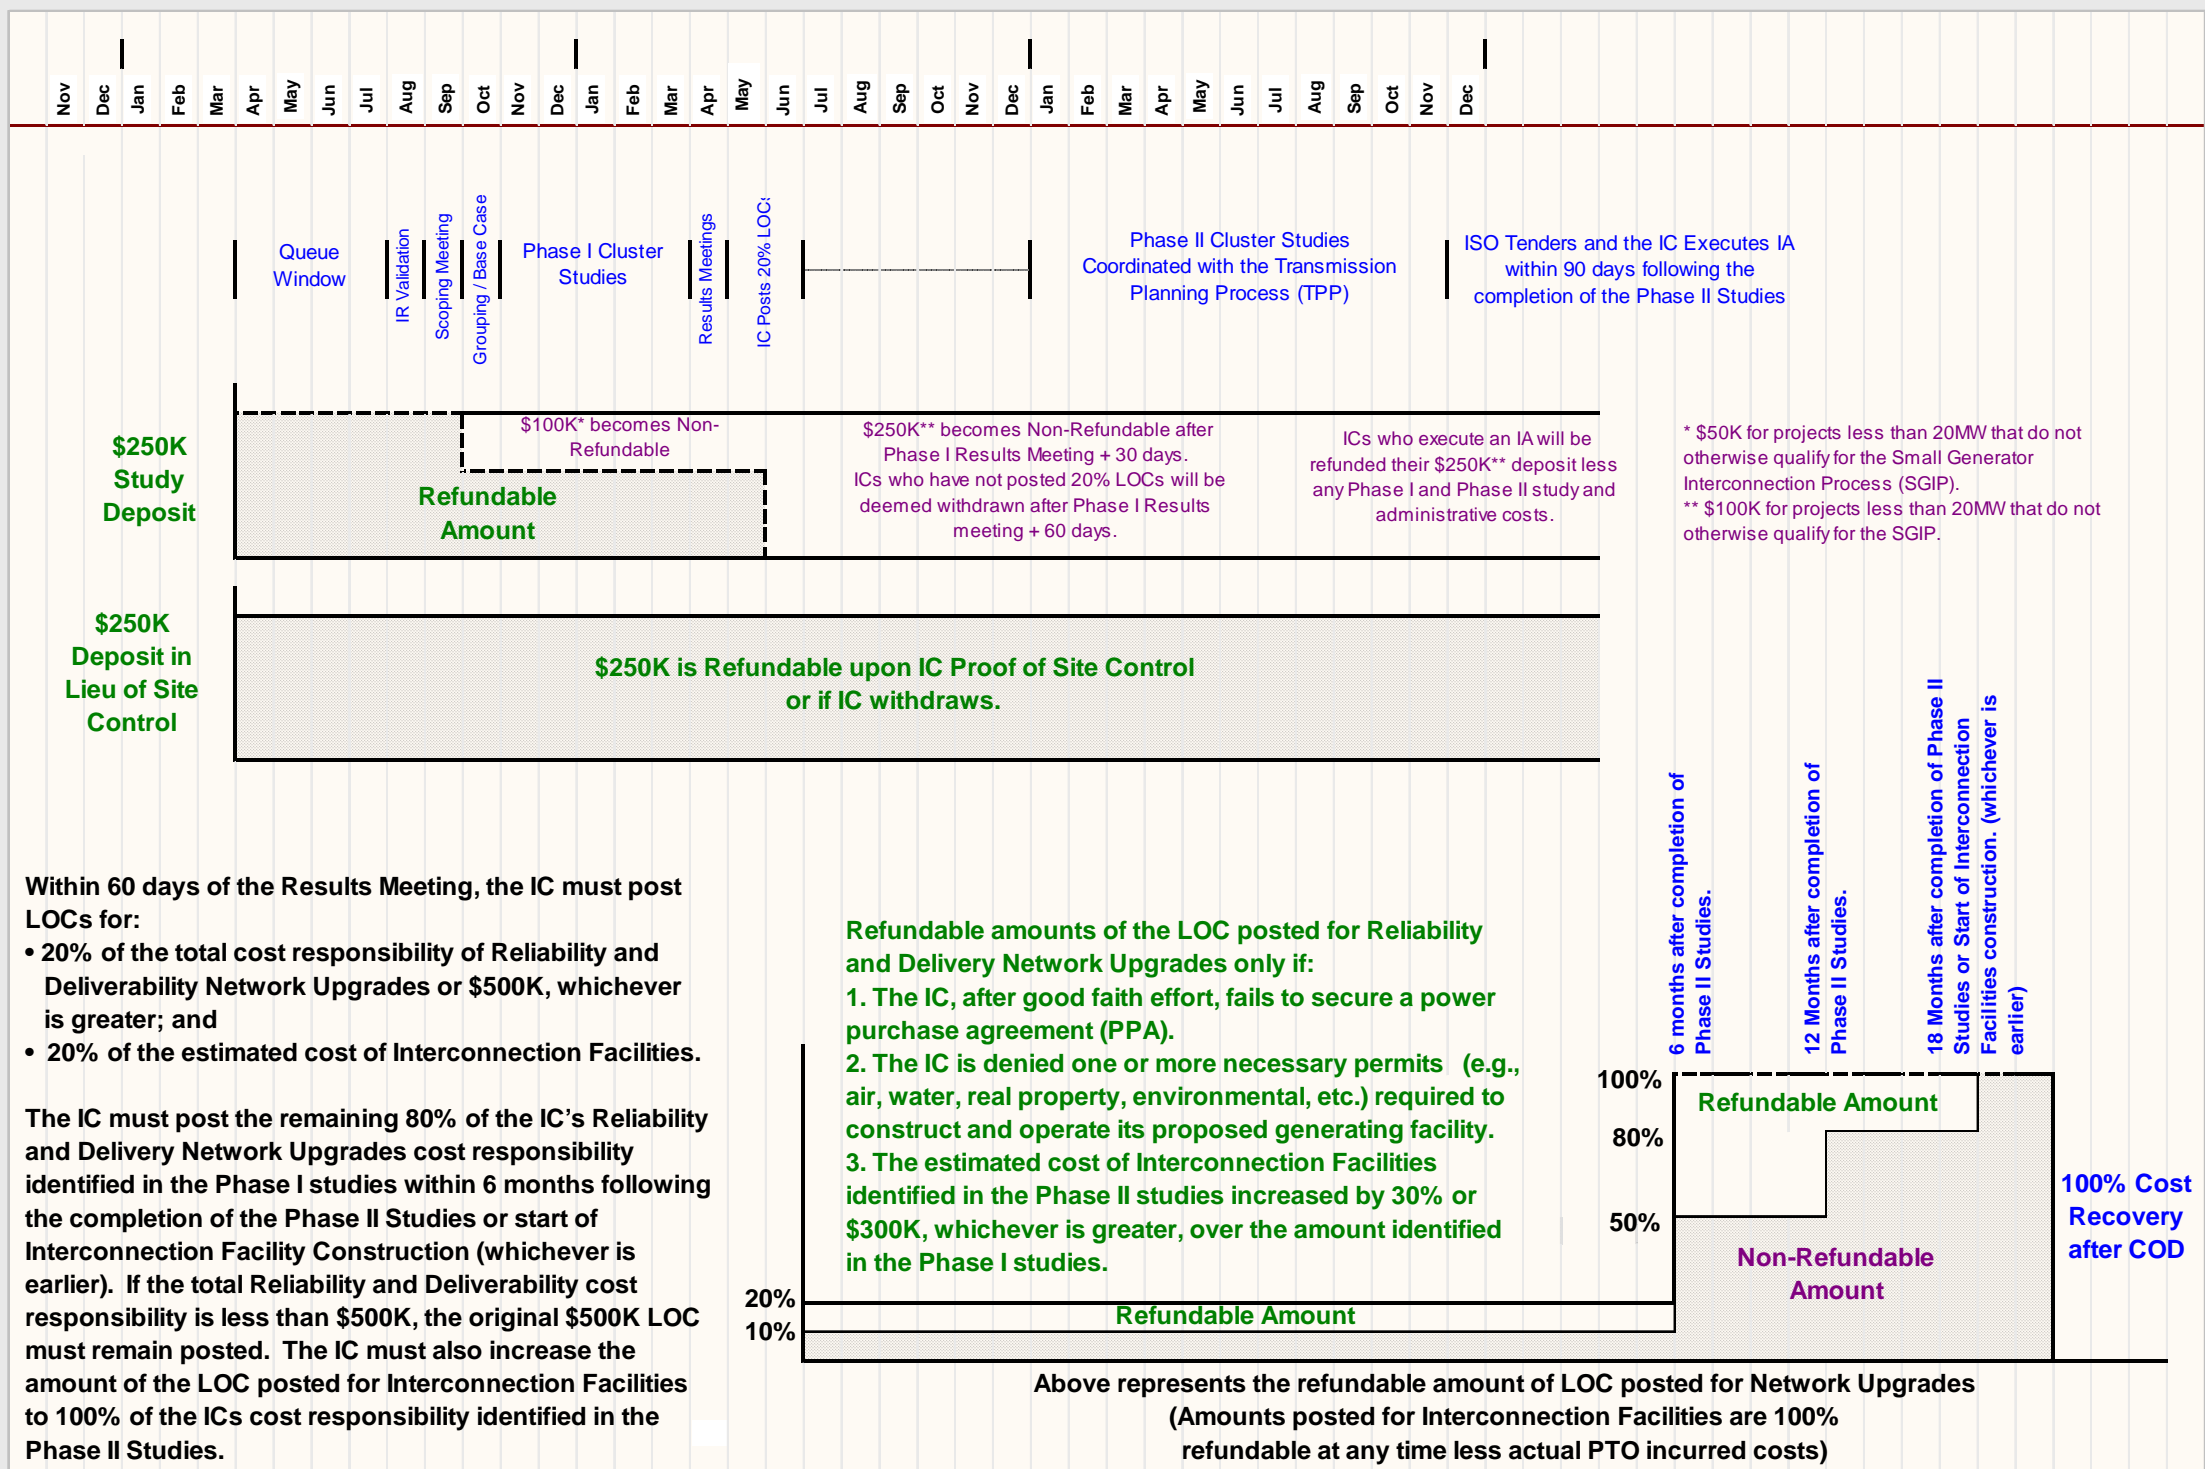 Nov Dec Jan Feb Mar Apr May Jun Jul Aug Sep Oct Nov Dec Jan Feb Mar Apr May Jun Jul Aug Sep Oct Nov Dec Jan Feb Mar Apr May Jun Jul Aug Sep Oct Nov Dec
Queue
Window
IR Validation
Scoping Meeting
Grouping / Base Case
Phase I Cluster
Studies
Results Meetings
IC Posts 20% LOCs
Phase II Cluster Studies
Coordinated with the Transmission
Planning Process (TPP)
ISO Tenders and the IC Executes IA
within 90 days following the
completion of the Phase II Studies
$250K
Study
Deposit
$100K* becomes Non-
Refundable
Refundable
Amount
$250K** becomes Non-Refundable after
Phase I Results Meeting + 30 days.
ICs who have not posted 20% LOCs will be
deemed withdrawn after Phase I Results
meeting + 60 days.
ICs who execute an IA will be
refunded their $250K** deposit less
any Phase I and Phase II study and
administrative costs.
* $50K for projects less than 20MW that do not
otherwise qualify for the Small Generator
Interconnection Process (SGIP).
** $100K for projects less than 20MW that do not
otherwise qualify for the SGIP.
$250K
Deposit in
Lieu of Site
Control
$250K is Refundable upon IC Proof of Site Control
or if IC withdraws.
Within 60 days of the Results Meeting, the IC must post
LOCs for:
• 20% of the total cost responsibility of Reliability and
Deliverability Network Upgrades or $500K, whichever
is greater; and
• 20% of the estimated cost of Interconnection Facilities.
The IC must post the remaining 80% of the IC’s Reliability
and Delivery Network Upgrades cost responsibility
identified in the Phase I studies within 6 months following
the completion of the Phase II Studies or start of
Interconnection Facility Construction (whichever is
earlier). If the total Reliability and Deliverability cost
responsibility is less than $500K, the original $500K LOC
must remain posted. The IC must also increase the
amount of the LOC posted for Interconnection Facilities
to 100% of the ICs cost responsibility identified in the
Phase II Studies.
Refundable amounts of the LOC posted for Reliability
and Delivery Network Upgrades only if:
1. The IC, after good faith effort, fails to secure a power
purchase agreement (PPA).
2. The IC is denied one or more necessary permits (e.g.,
air, water, real property, environmental, etc.) required to
construct and operate its proposed generating facility.
3. The estimated cost of Interconnection Facilities
identified in the Phase II studies increased by 30% or
$300K, whichever is greater, over the amount identified
in the Phase I studies.
6 months after completion of
Phase II Studies.
12 Months after completion of
Phase II Studies.
18 Months after completion of Phase II
Studies or Start of Interconnection
Facilities construction. (whichever is
earlier)
100%
80%
50%
20%
10%
Refundable Amount
Non-Refundable
Amount
Refundable Amount
100% Cost
Recovery
after COD
Above represents the refundable amount of LOC posted for Network Upgrades
(Amounts posted for Interconnection Facilities are 100%
refundable at any time less actual PTO incurred costs)